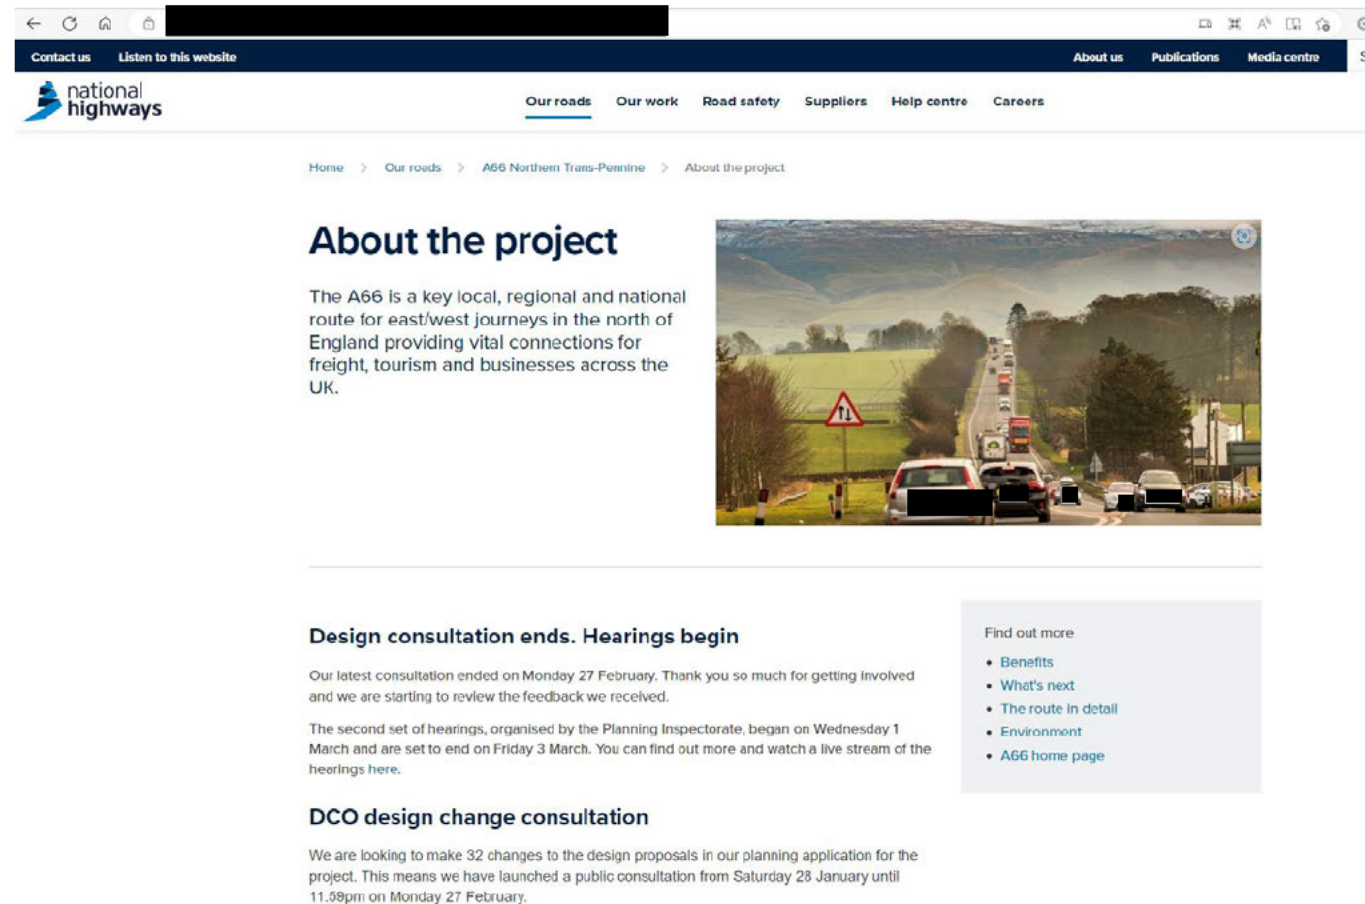 Contact us Listen to this website About us Publications Media centre
national
highways
Our roads Our work Road safety Suppliers Help centre Careers
Home > Our roads > A66 Northern Trans-Pennine > About the project
About the project
The A66 is a key local, regional and national
route for east/west journeys in the north of
England providing vital connections for
freight, tourism and businesses across the
UK.
Design consultation ends. Hearings begin
Our latest consultation ended on Monday 27 February. Thank you so much for getting involved
and we are starting to review the feedback we received.
The second set of hearings, organised by the Planning Inspectorate, began on Wednesday 1
March and are set to end on Friday 3 March. You can find out more and watch a live stream of the
hearings here.
DCO design change consultation
We are looking to make 32 changes to the design proposals in our planning application for the
project. This means we have launched a public consultation from Saturday 28 January until
11.59pm on Monday 27 February.
Find out more
• Benefits
• What's next
• The route in detail
• Environment
• A66 home page